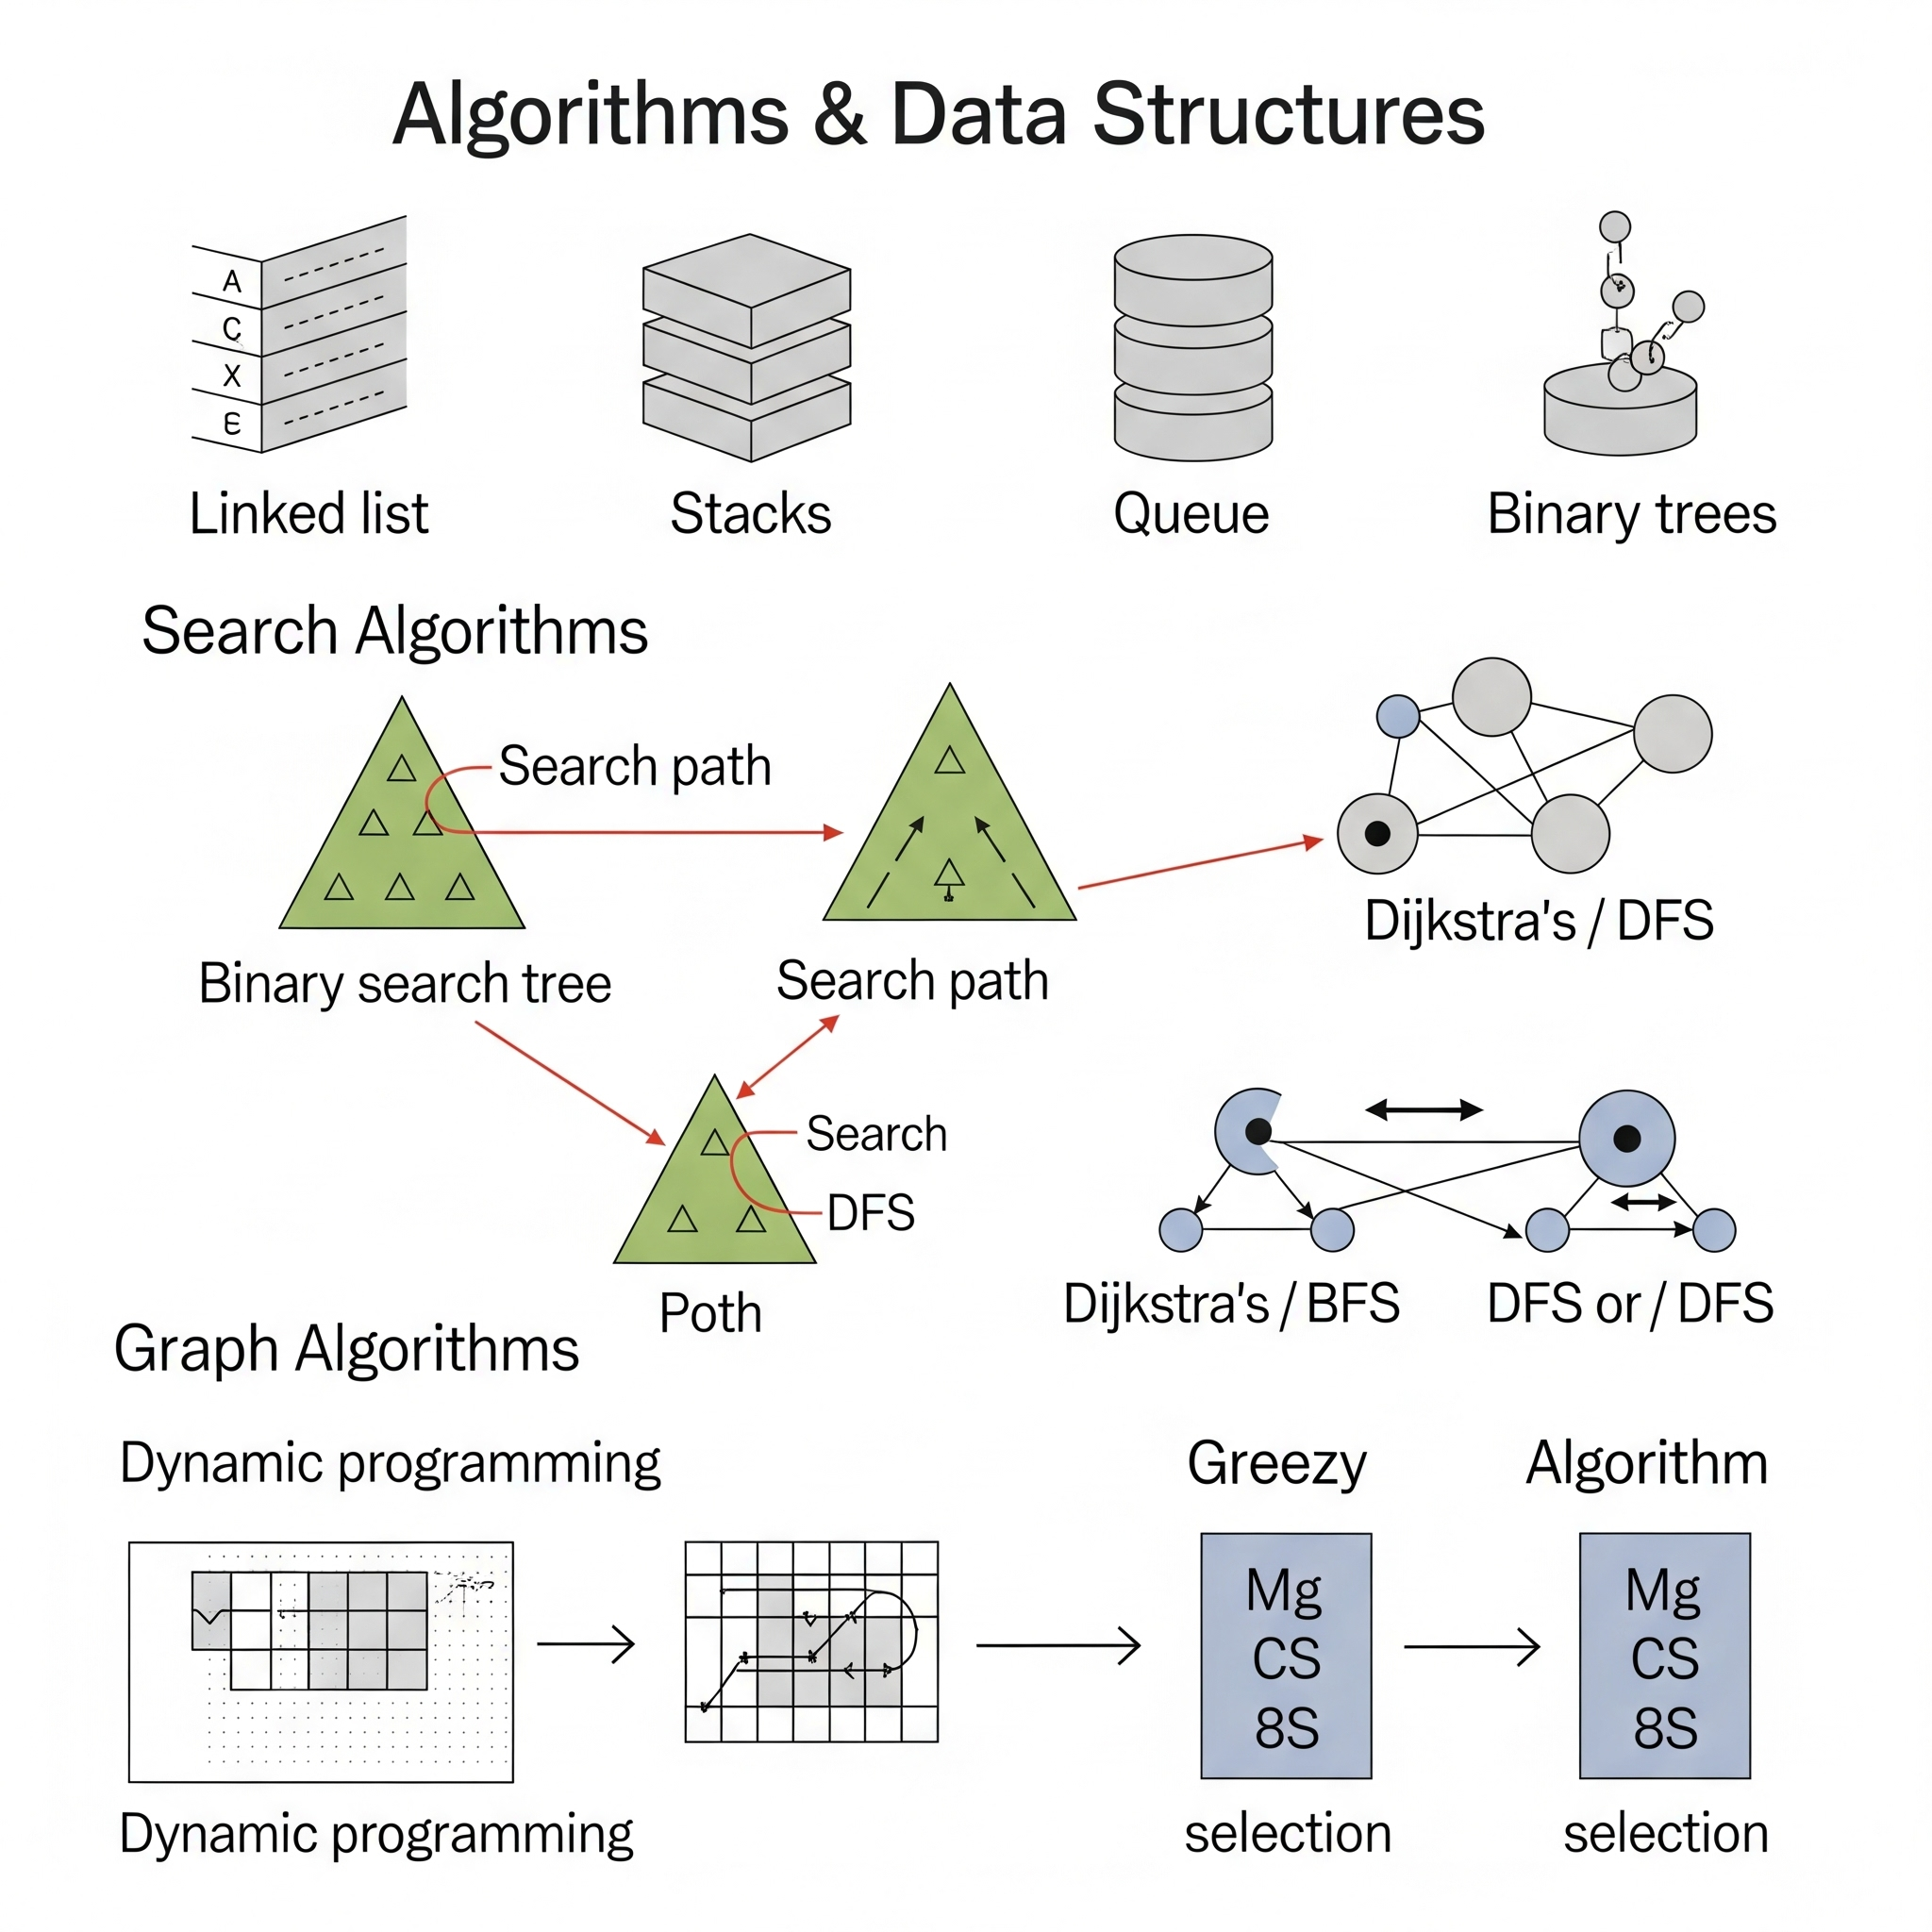 Algorithms & Data Structures
A
C
X
Linked list
Stacks
Queue
Binary trees
Search Algorithms
Search path
Binary search tree
Search path
Dijkstra's / DFS
Search
DFS
Poth
Dijkstra's / BFS
DFS or / DFS
Graph Algorithms
Dynamic programming
Greezy
Algorithm
Mg
CS
8S
Mg
CS
8S
Dynamic programming
selection
selection